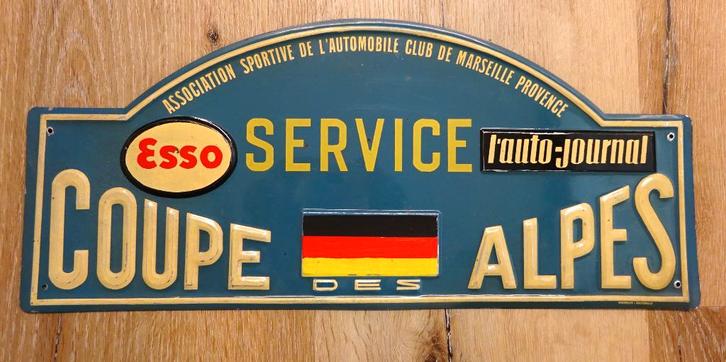 ASSOCIATION SPORTIVE DE L'AUTOMOBILE CLUB DE MARSEILLE PROVENCE
Esso SERVICE l'auto-journal
COUPE DES ALPES